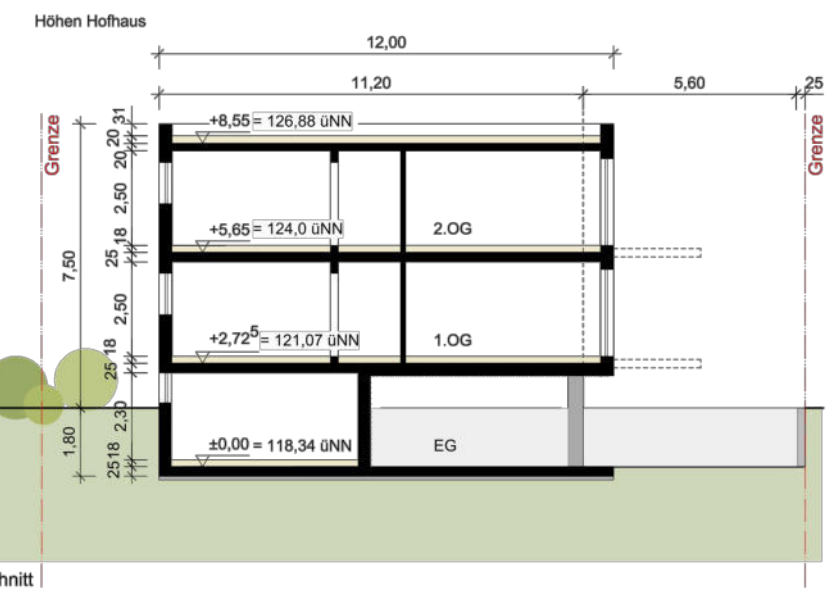 Höhen Hofhaus
12,00
11,20
5,60
25
Grenze
Grenze
31
20
20
2,50
18
25
2,50
18
25
2,30
18
25
7,50
1,80
+8,55 = 126,88 üNN
+5,65 = 124,0 üNN
2.OG
+2,72⁵ = 121,07 üNN
1.OG
±0,00 = 118,34 üNN
EG
hnitt